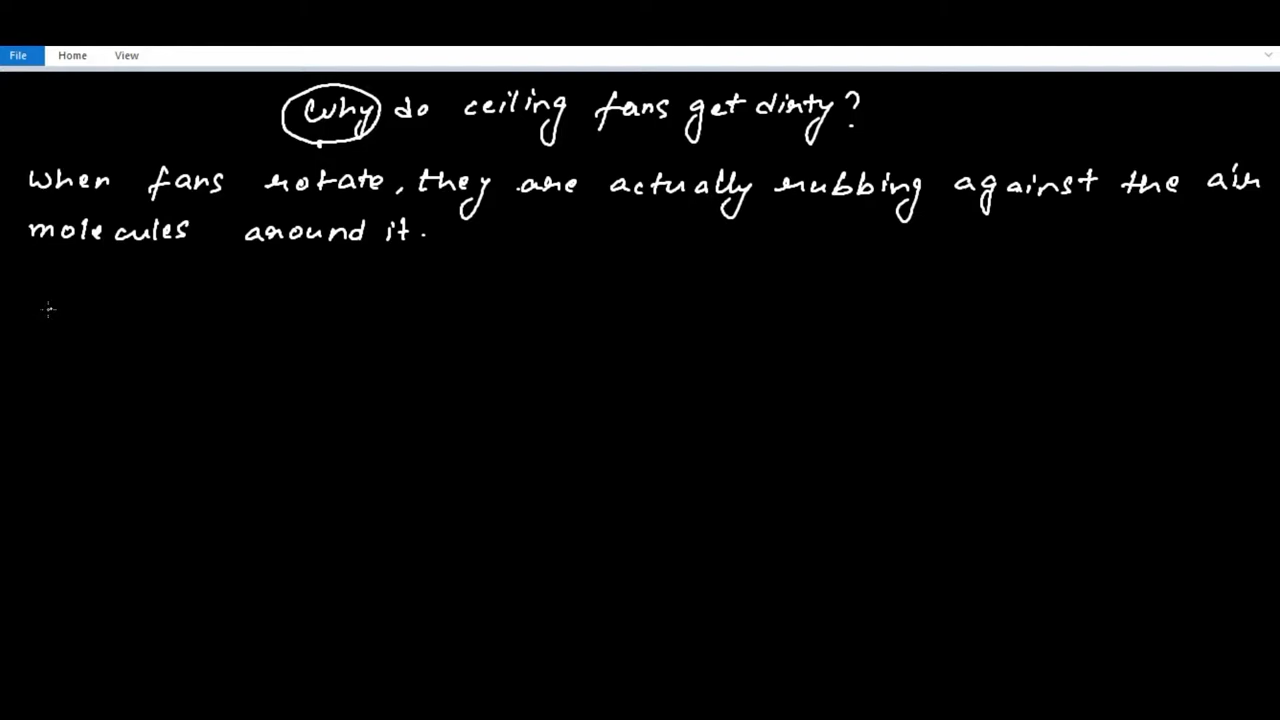 File Home View
Why do ceiling fans get dirty?
When fans rotate, they are actually rubbing against the air
molecules around it.